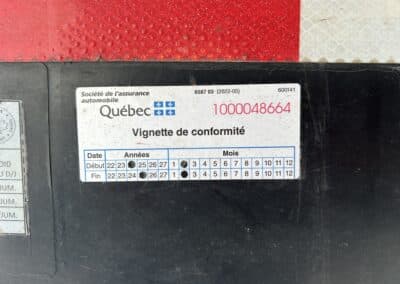 Société de l'assurance
automobile
6587 03 (2022-05)
600141
Québec
1000048664
Vignette de conformité
Date Années Mois
Début 22 23 25 26 27 1 3 4 5 6 7 8 9 10 11 12
Fin 22 23 24 26 27 1 3 4 5 6 7 8 9 10 11 12